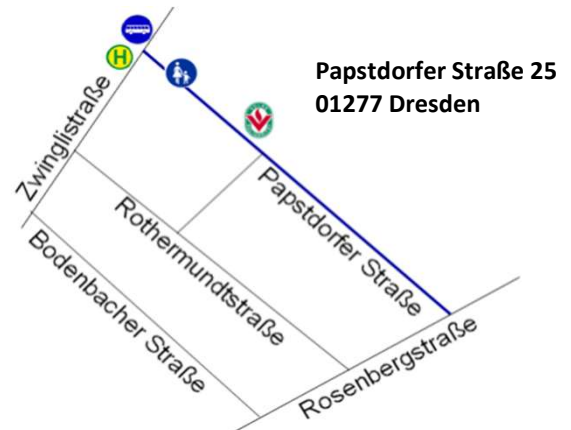 Papstdorfer Straße 25
01277 Dresden
H
Zwinglistraße
Papstdorfer Straße
Rothermundtstraße
Bodenbacher Straße
Rosenbergstraße